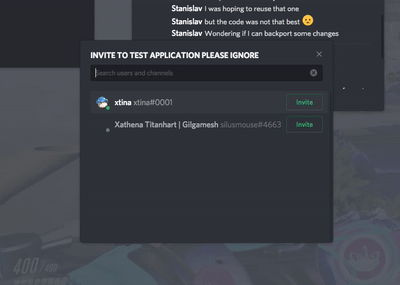 Stanislav I was hoping to reuse that one
Stanislav but the code was not that best
Stanislav Wondering if I can backport some changes
INVITE TO TEST APPLICATION PLEASE IGNORE
Search users and channels
xtina xtina#0001 Invite
Xathena Titanhart | Gilgamesh silusmouse#4663 Invite
400